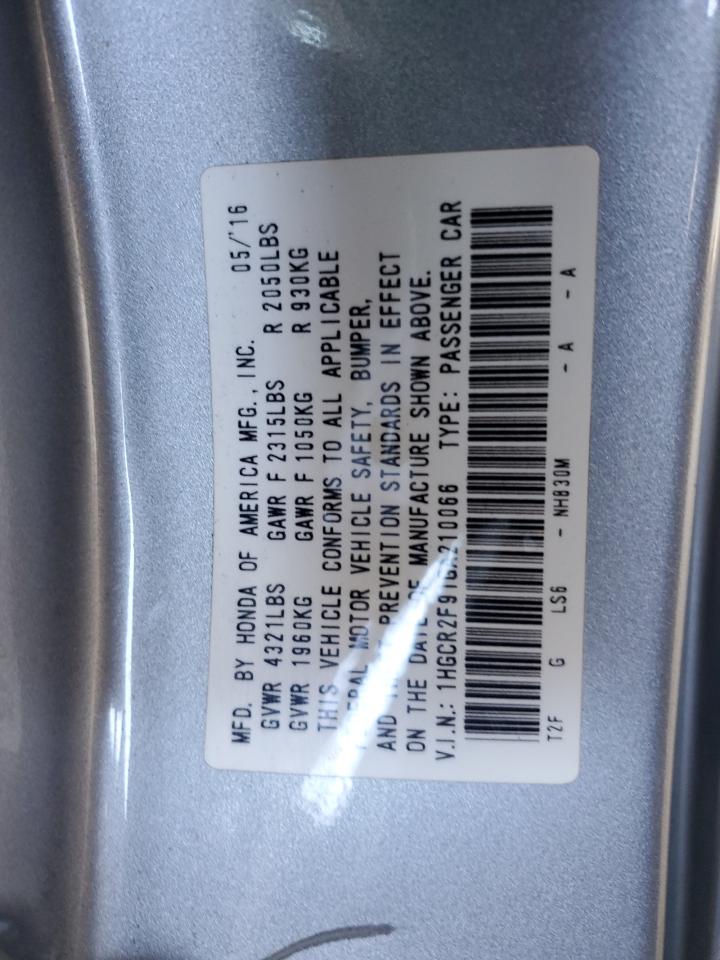 MFD. BY HONDA OF AMERICA MFG., INC. 05/'16
GVWR 4321LBS GAWR F 2315LBS R 2050LBS
GVWR 1960KG GAWR F 1050KG R 930KG
THIS VEHICLE CONFORMS TO ALL APPLICABLE
FEDERAL MOTOR VEHICLE SAFETY, BUMPER,
AND THEFT PREVENTION STANDARDS IN EFFECT
ON THE DATE OF MANUFACTURE SHOWN ABOVE.
V.I.N.: TYPE: PASSENGER CAR
T2F G LS6 - NH830M - A - A